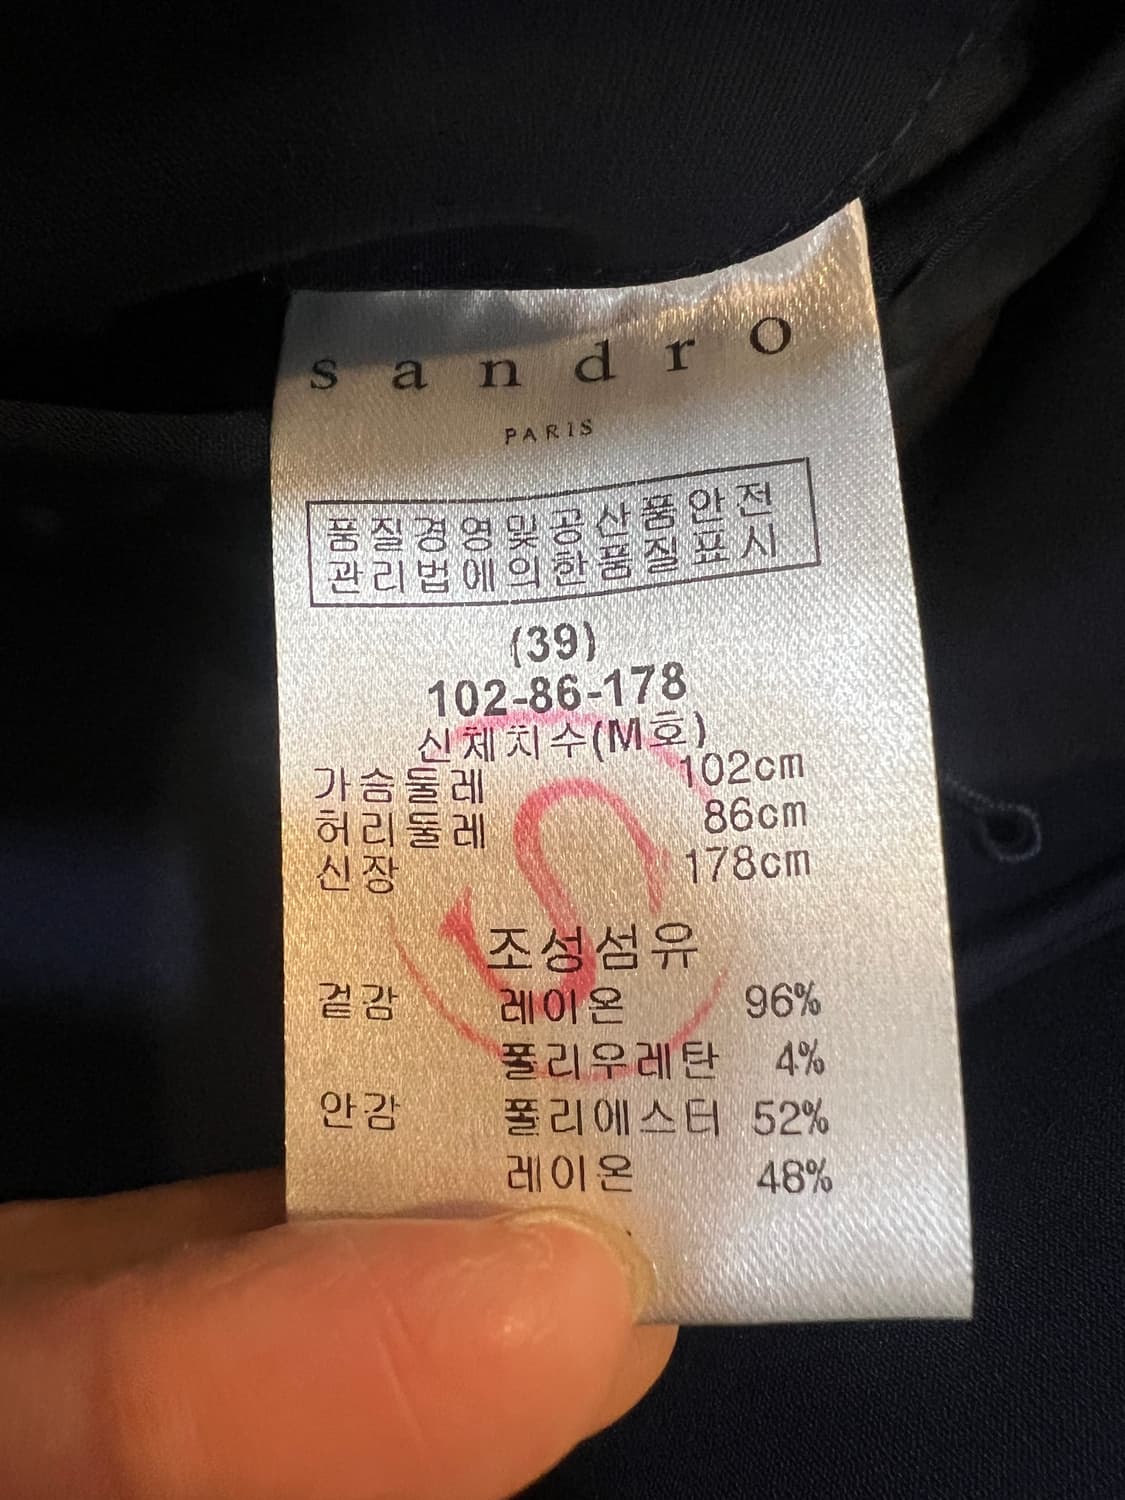 sandro
PARIS
품질경영및공산품안전
관리법에의한품질표시
(39)
102-86-178
신체치수(M호)
가슴둘레 102cm
허리둘레 86cm
신장 178cm
S
조성섬유
겉감 레이온 96%
폴리우레탄 4%
안감 폴리에스터 52%
레이온 48%